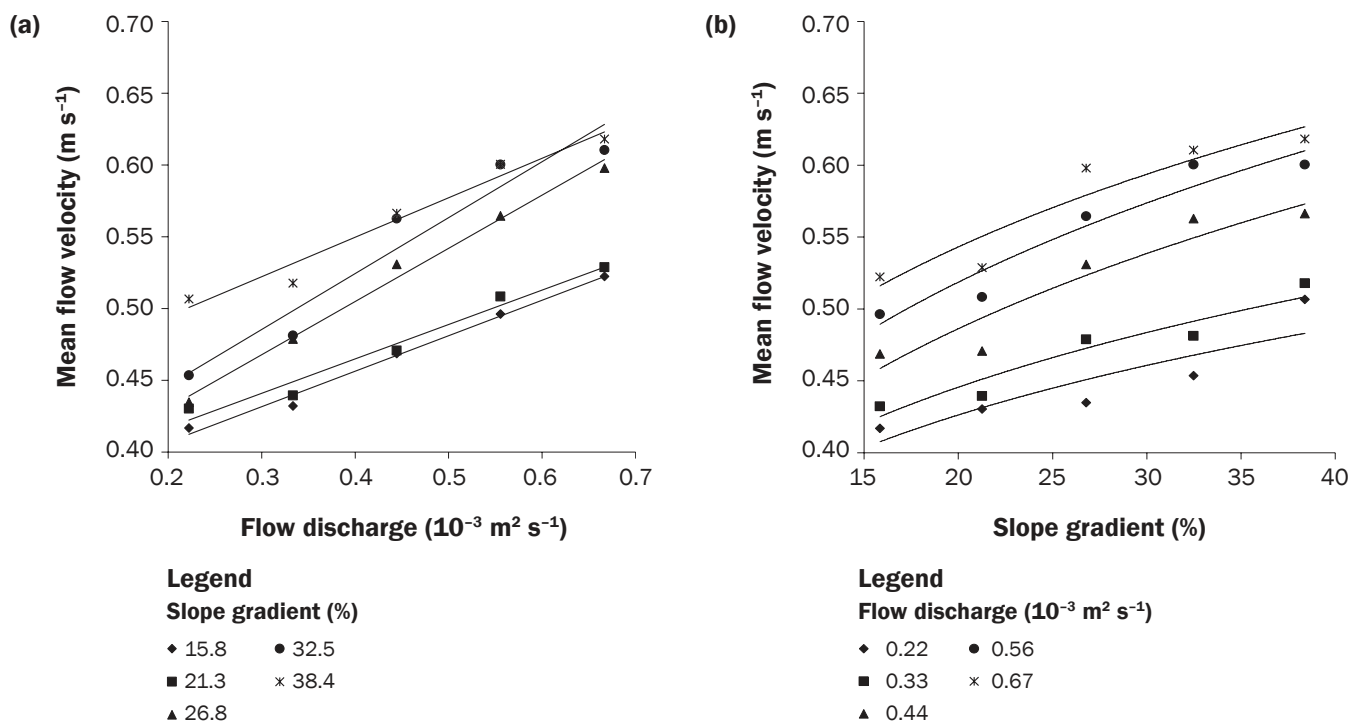 (a)
Mean flow velocity (m s⁻¹)
0.70
0.65
0.60
0.55
0.50
0.45
0.40
0.2 0.3 0.4 0.5 0.6 0.7
Flow discharge (10⁻³ m² s⁻¹)
Legend
Slope gradient (%)
15.8 32.5
21.3 38.4
26.8
(b)
Mean flow velocity (m s⁻¹)
0.70
0.65
0.60
0.55
0.50
0.45
0.40
15 20 25 30 35 40
Slope gradient (%)
Legend
Flow discharge (10⁻³ m² s⁻¹)
0.22 0.56
0.33 0.67
0.44